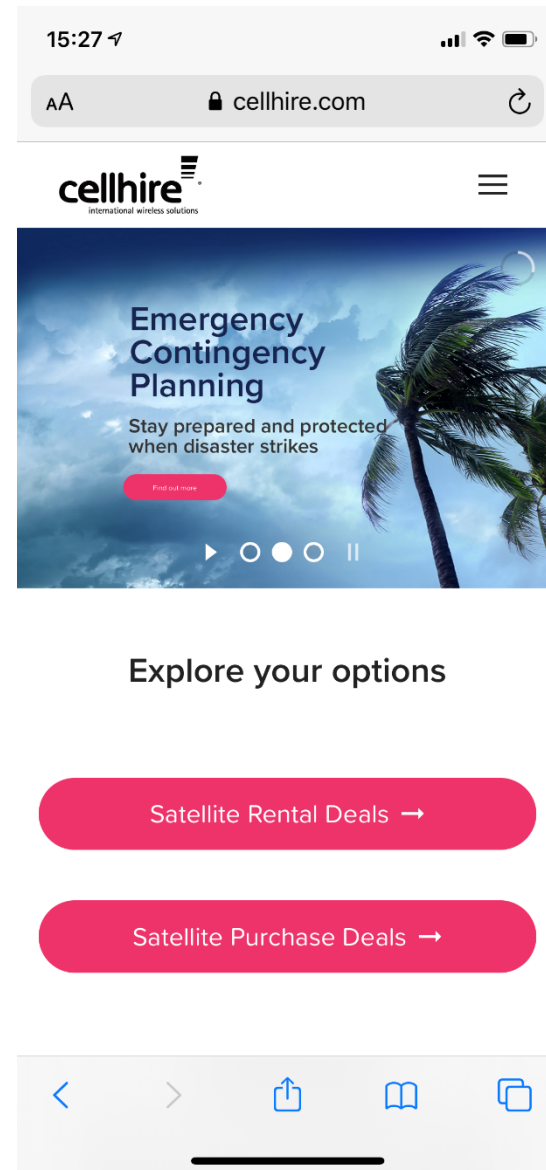 15:27
AA cellhire.com
cellhire
international wireless solutions
Emergency
Contingency
Planning
Stay prepared and protected
when disaster strikes
Find out more
Explore your options
Satellite Rental Deals →
Satellite Purchase Deals →